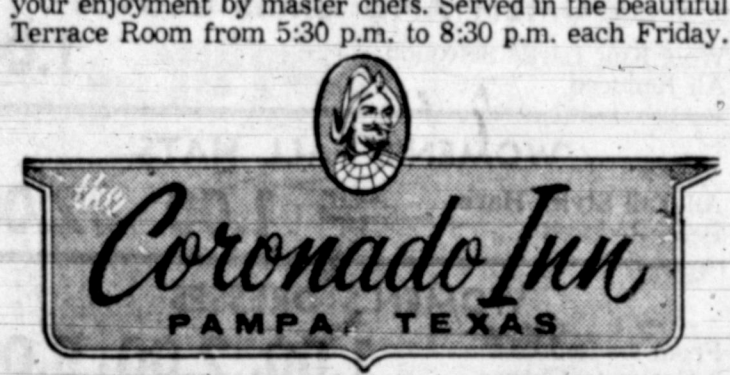 your enjoyment by master chefs. Served in the beautiful
Terrace Room from 5:30 p.m. to 8:30 p.m. each Friday.
the
Coronado Inn
PAMPA, TEXAS